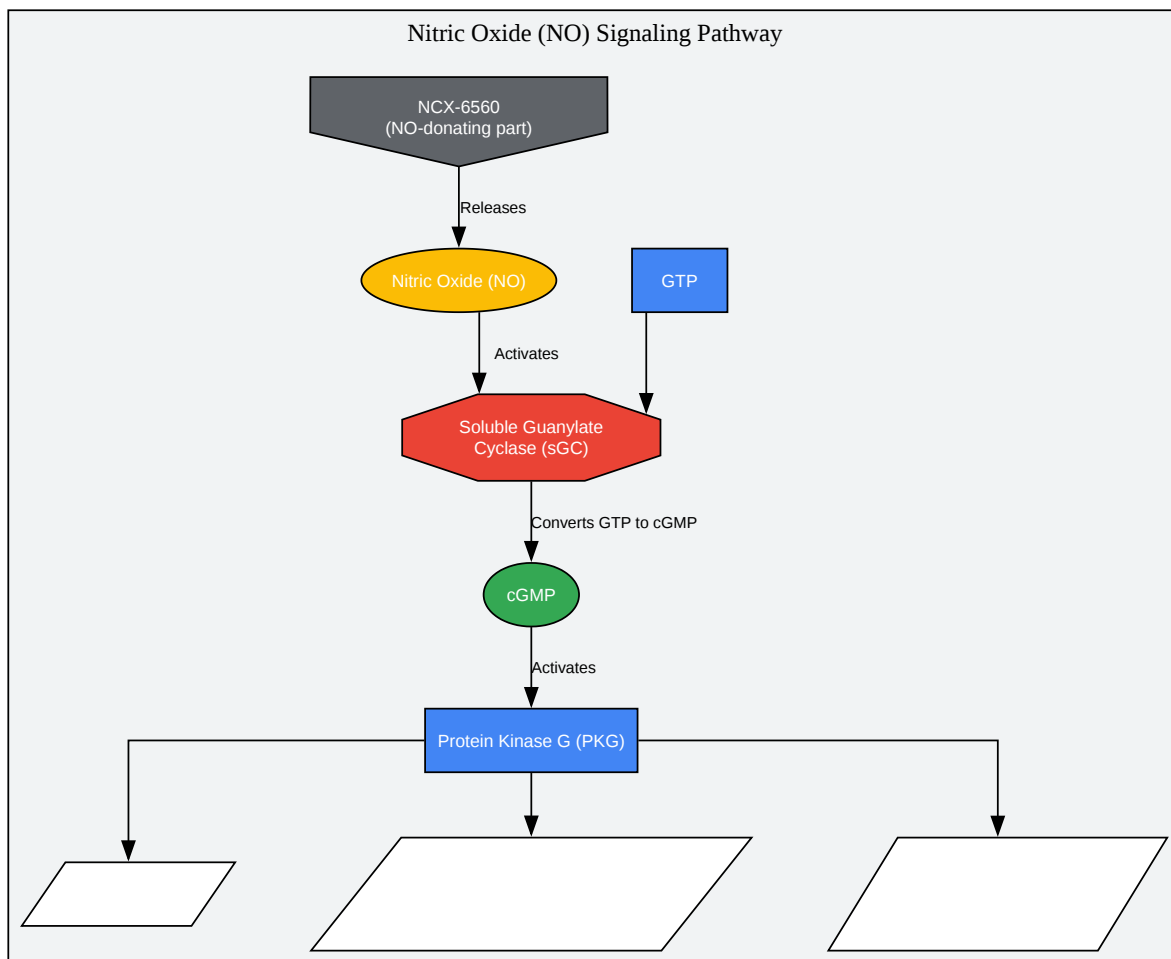 Nitric Oxide (NO) Signaling Pathway
NCX-6560
(NO-donating part)
Releases
Nitric Oxide (NO)
GTP
Activates
Soluble Guanylate
Cyclase (sGC)
Converts GTP to cGMP
cGMP
Activates
Protein Kinase G (PKG)